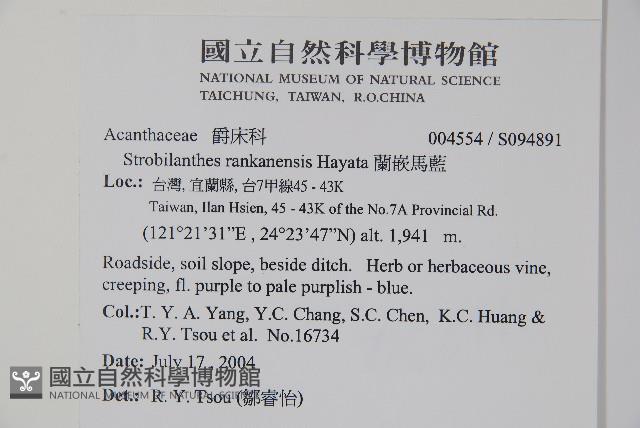 國立自然科學博物館
NATIONAL MUSEUM OF NATURAL SCIENCE
TAICHUNG, TAIWAN, R.O.CHINA
Acanthaceae 爵床科 004554 / S094891
Strobilanthes rankanensis Hayata 蘭嵌馬藍
Loc.: 台灣, 宜蘭縣, 台7甲線45 - 43K
Taiwan, Ilan Hsien, 45 - 43K of the No.7A Provincial Rd.
(121°21'31"E , 24°23'47"N) alt. 1,941 m.
Roadside, soil slope, beside ditch. Herb or herbaceous vine,
creeping, fl. purple to pale purplish - blue.
Col.:T. Y. A. Yang, Y.C. Chang, S.C. Chen, K.C. Huang &
R.Y. Tsou et al. No.16734
Date: July 17, 2004
國立自然科學博物館
NATIONAL MUSEUM OF NATURAL SCIENCE
Det.: R. Y. Tsou (鄒睿怡)